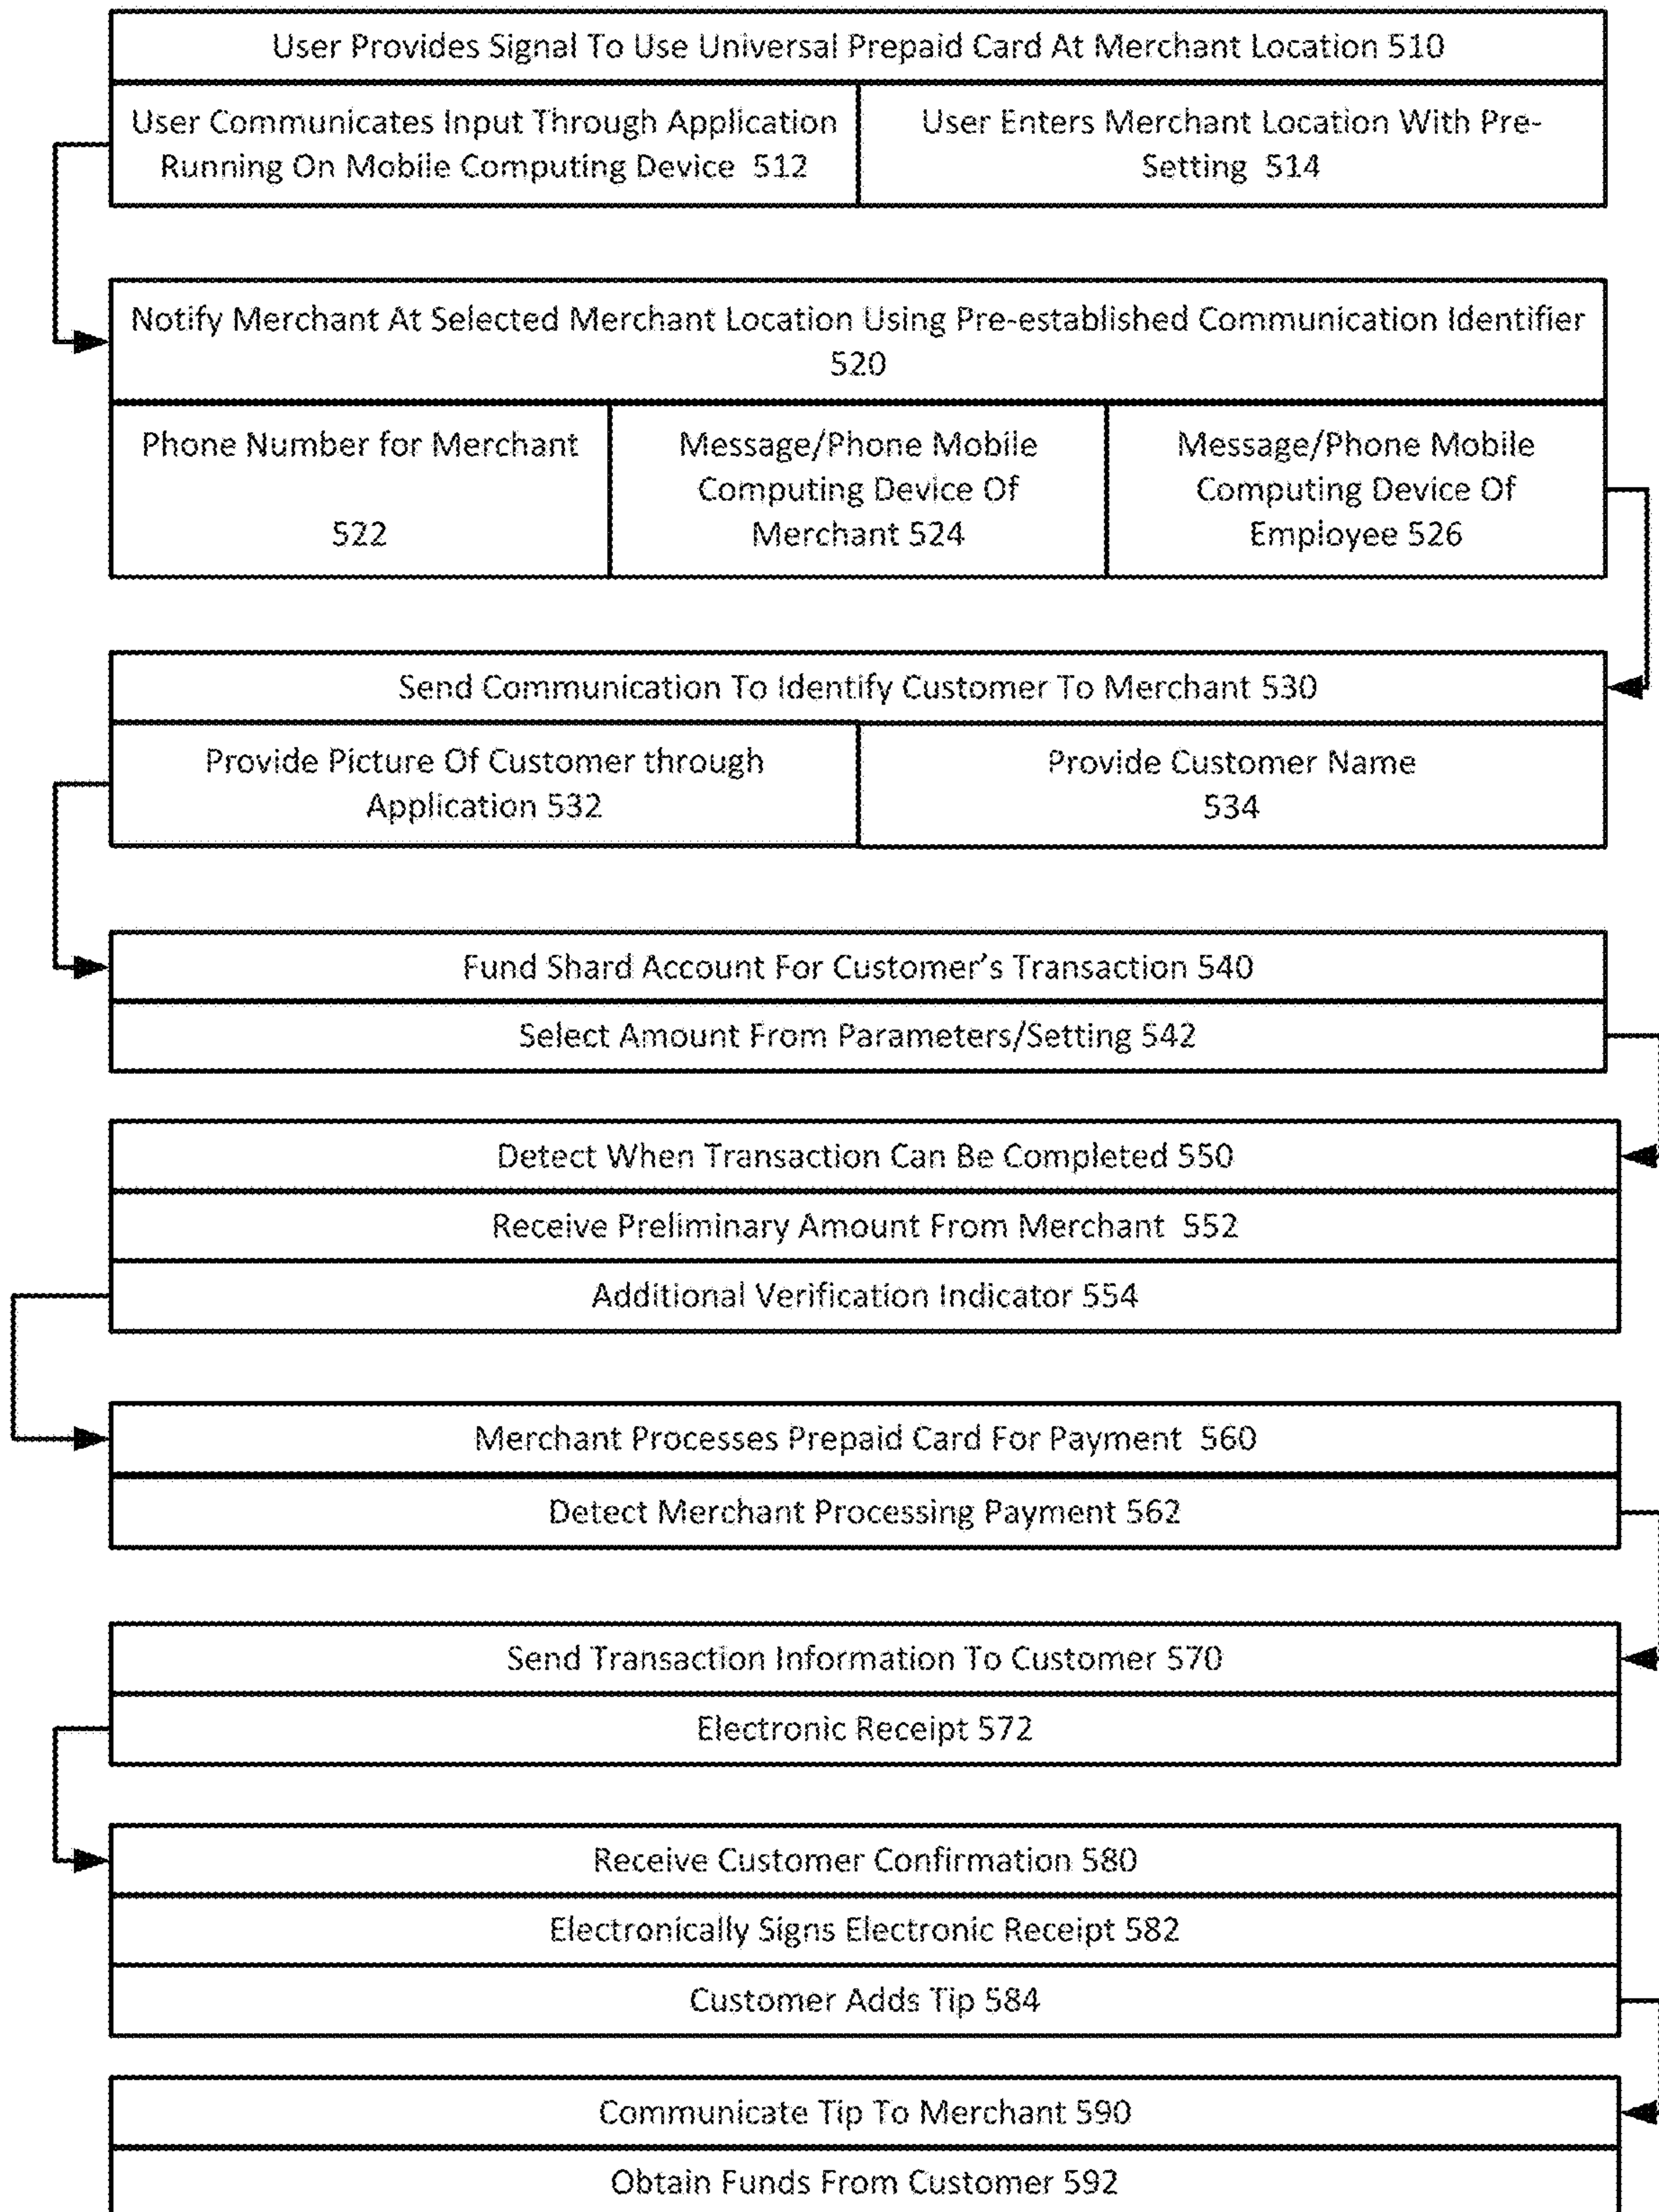 User Provides Signal To Use Universal Prepaid Card At Merchant Location 510
User Communicates Input Through Application
Running On Mobile Computing Device 512
User Enters Merchant Location With Pre-
Setting 514
Notify Merchant At Selected Merchant Location Using Pre-established Communication Identifier
520
Phone Number for Merchant
522
Message/Phone Mobile
Computing Device Of
Merchant 524
Message/Phone Mobile
Computing Device Of
Employee 526
Send Communication To Identify Customer To Merchant 530
Provide Picture Of Customer through
Application 532
Provide Customer Name
534
Fund Shard Account For Customer's Transaction 540
Select Amount From Parameters/Setting 542
Detect When Transaction Can Be Completed 550
Receive Preliminary Amount From Merchant 552
Additional Verification Indicator 554
Merchant Processes Prepaid Card For Payment 560
Detect Merchant Processing Payment 562
Send Transaction Information To Customer 570
Electronic Receipt 572
Receive Customer Confirmation 580
Electronically Signs Electronic Receipt 582
Customer Adds Tip 584
Communicate Tip To Merchant 590
Obtain Funds From Customer 592